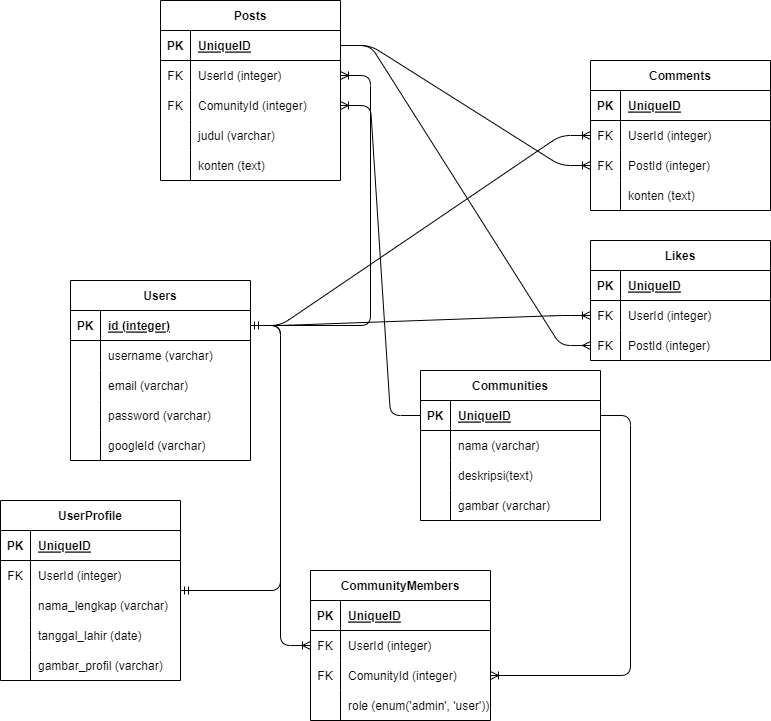 Posts
PK UniqueID
FK UserId (integer)
FK ComunityId (integer)
judul (varchar)
konten (text)
Comments
PK UniqueID
FK UserId (integer)
FK PostId (integer)
konten (text)
Likes
PK UniqueID
FK UserId (integer)
FK PostId (integer)
Users
PK id (integer)
username (varchar)
email (varchar)
password (varchar)
googleId (varchar)
Communities
PK UniqueID
nama (varchar)
deskripsi(text)
gambar (varchar)
UserProfile
PK UniqueID
FK UserId (integer)
nama_lengkap (varchar)
tanggal_lahir (date)
gambar_profil (varchar)
CommunityMembers
PK UniqueID
FK UserId (integer)
FK ComunityId (integer)
role (enum('admin', 'user'))